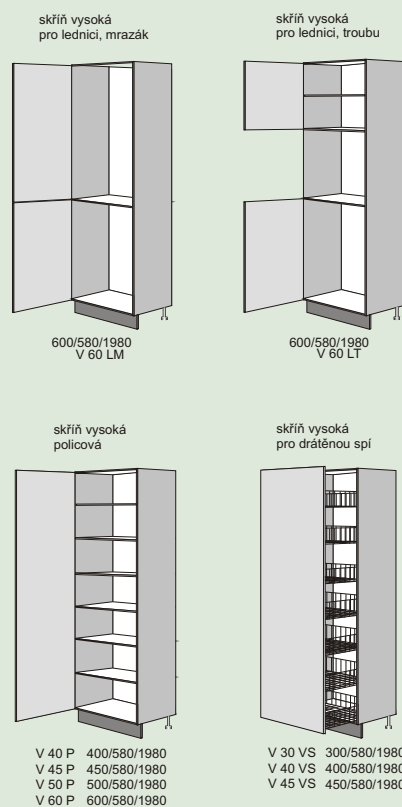 skříň vysoká
pro lednici, mrazák
600/580/1980
V 60 LM
skříň vysoká
pro lednici, troubu
600/580/1980
V 60 LT
skříň vysoká
policová
V 40 P 400/580/1980
V 45 P 450/580/1980
V 50 P 500/580/1980
V 60 P 600/580/1980
skříň vysoká
pro drátěnou spí
V 30 VS 300/580/1980
V 40 VS 400/580/1980
V 45 VS 450/580/1980